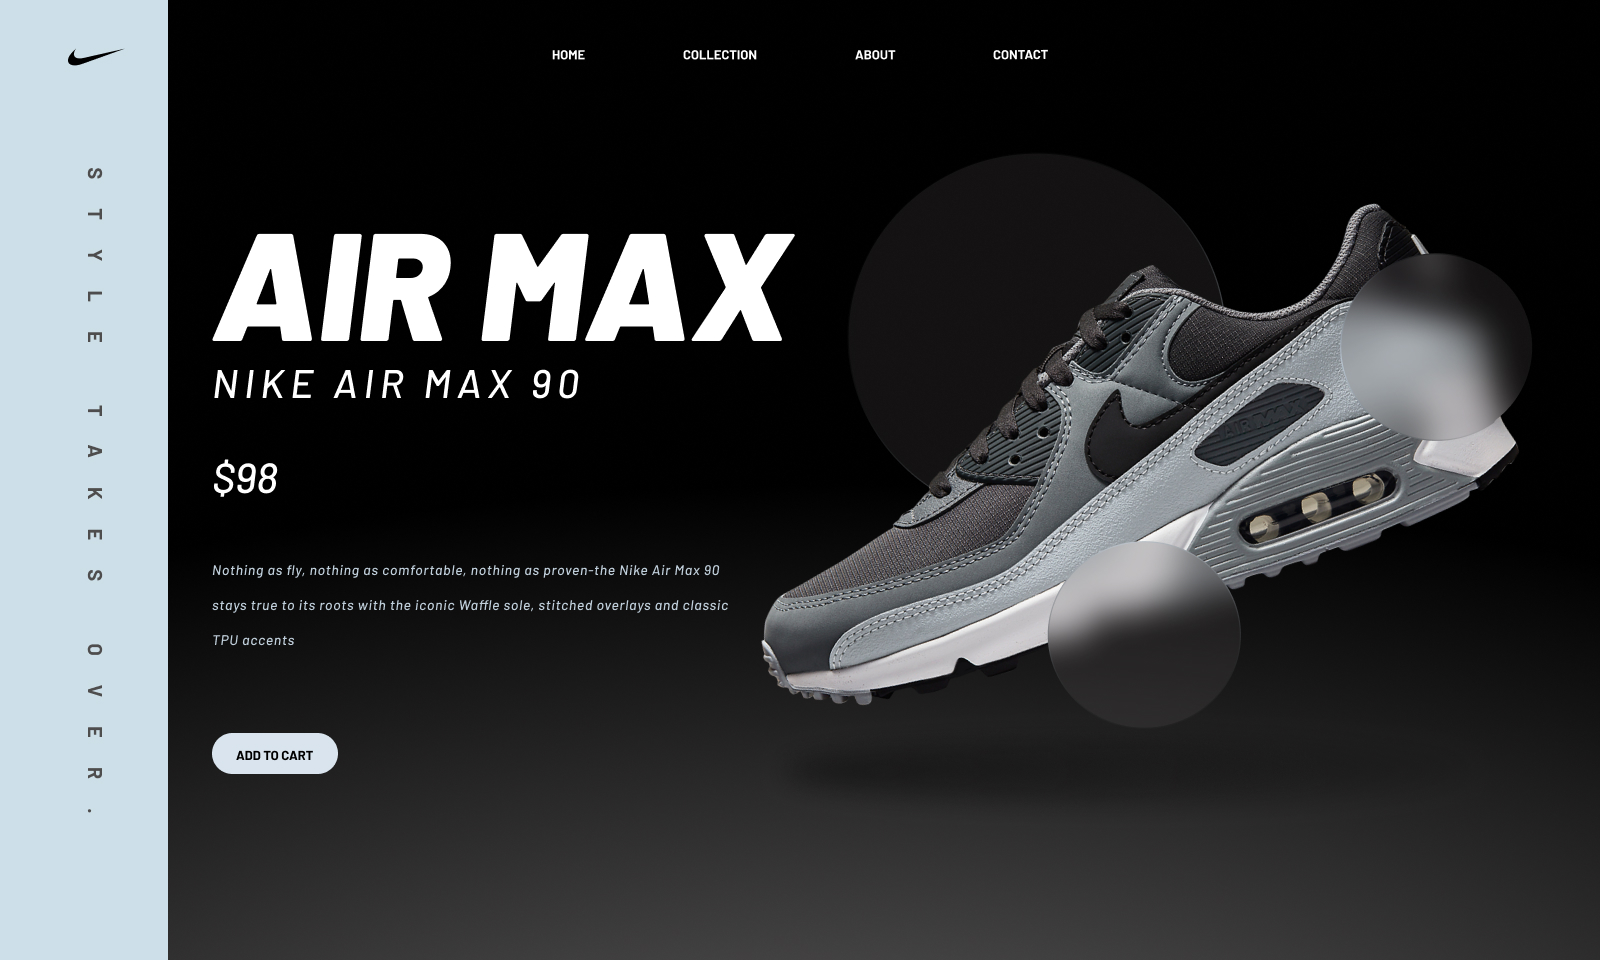 HOME COLLECTION ABOUT CONTACT
STYLE TAKES OVER.
AIR MAX
NIKE AIR MAX 90
$98
Nothing as fly, nothing as comfortable, nothing as proven-the Nike Air Max 90
stays true to its roots with the iconic Waffle sole, stitched overlays and classic
TPU accents
ADD TO CART
AIR MAX